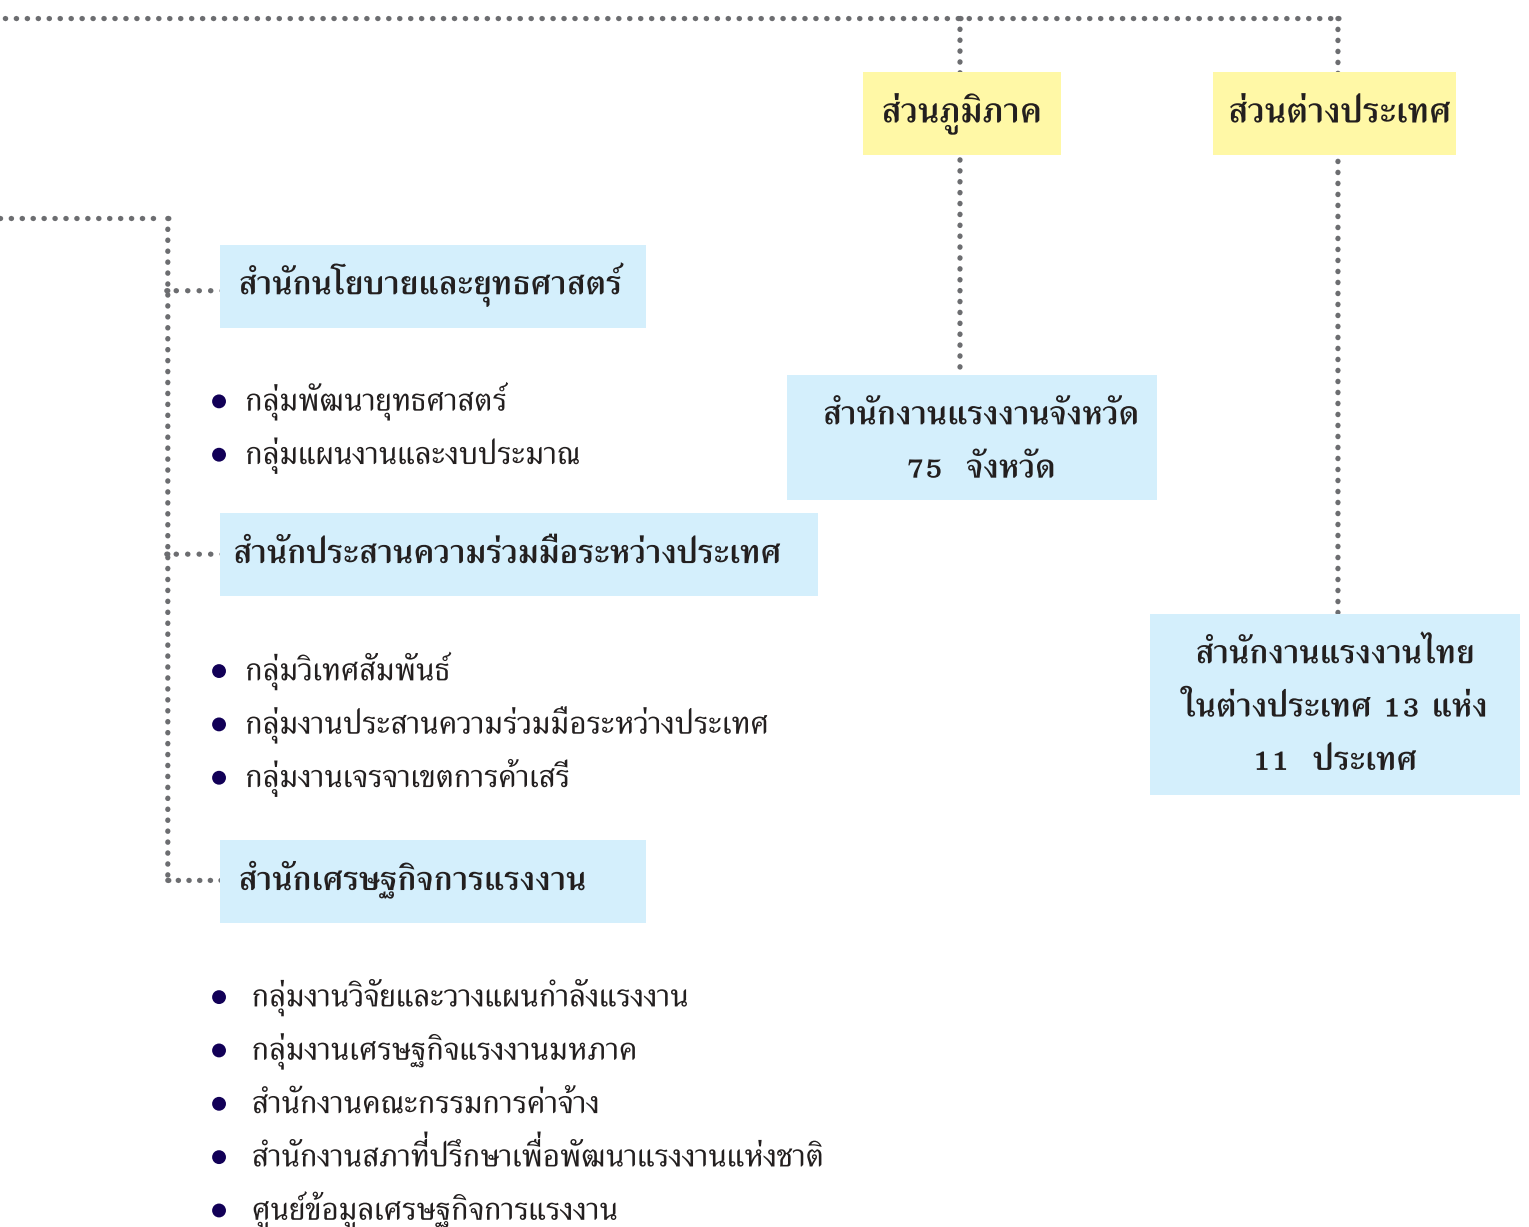 ส่วนภูมิภาค
ส่วนต่างประเทศ
สำนักนโยบายและยุทธศาสตร์
กลุ่มพัฒนายุทธศาสตร์
กลุ่มแผนงานและงบประมาณ
สำนักงานแรงงานจังหวัด
75 จังหวัด
สำนักประสานความร่วมมือระหว่างประเทศ
กลุ่มวิเทศสัมพันธ์
กลุ่มงานประสานความร่วมมือระหว่างประเทศ
กลุ่มงานเจรจาเขตการค้าเสรี
สำนักงานแรงงานไทย
ในต่างประเทศ 13 แห่ง
11 ประเทศ
สำนักเศรษฐกิจการแรงงาน
กลุ่มงานวิจัยและวางแผนกำลังแรงงาน
กลุ่มงานเศรษฐกิจแรงงานมหภาค
สำนักงานคณะกรรมการค่าจ้าง
สำนักงานสภาที่ปรึกษาเพื่อพัฒนาแรงงานแห่งชาติ
ศูนย์ข้อมูลเศรษฐกิจการแรงงาน